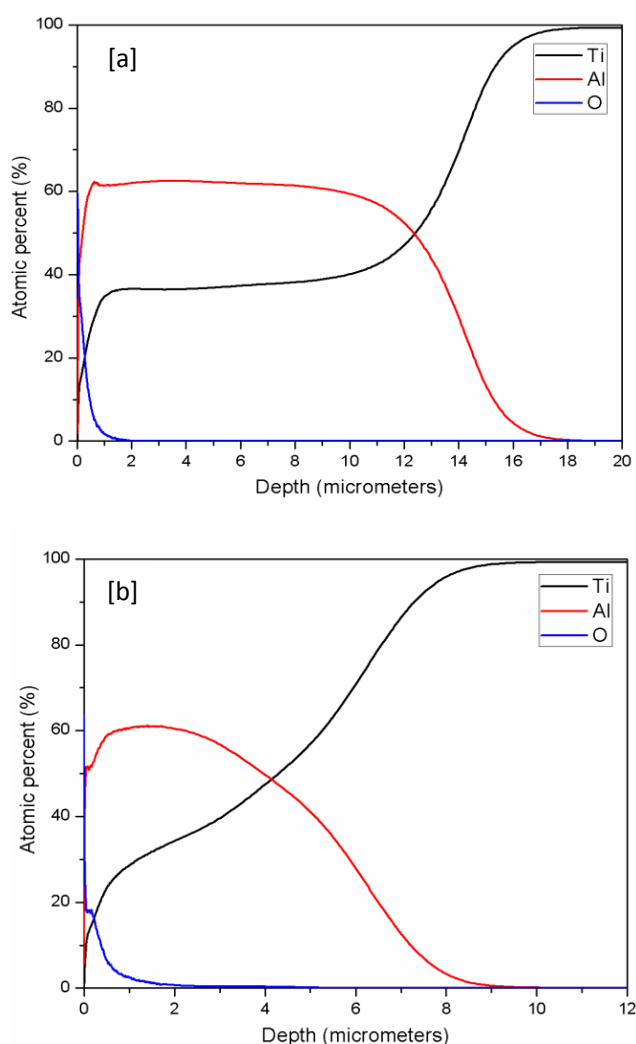 [a]
Ti
Al
O
100
80
60
40
20
0
Atomic percent (%)
0 2 4 6 8 10 12 14 16 18 20
Depth (micrometers)
[b]
Ti
Al
O
100
80
60
40
20
0
Atomic percent (%)
0 2 4 6 8 10 12
Depth (micrometers)